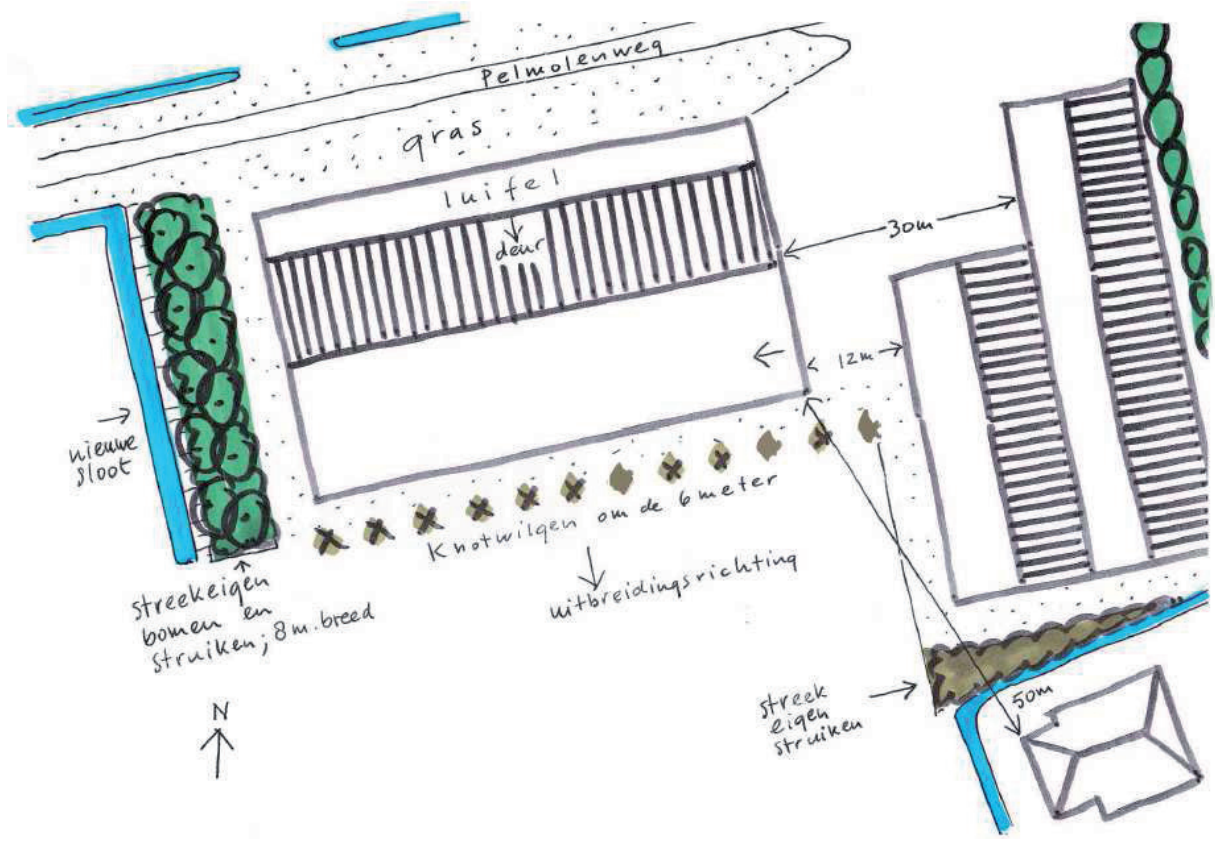 Pelmolenweg
gras
luifel
deur
30m
12m
nieuwe
sloot
Knotwilgen om de 6 meter
uitbreidingsrichting
streekeigen
bomen en
struiken; 8 m. breed
N
streek
eigen
struiken
50m